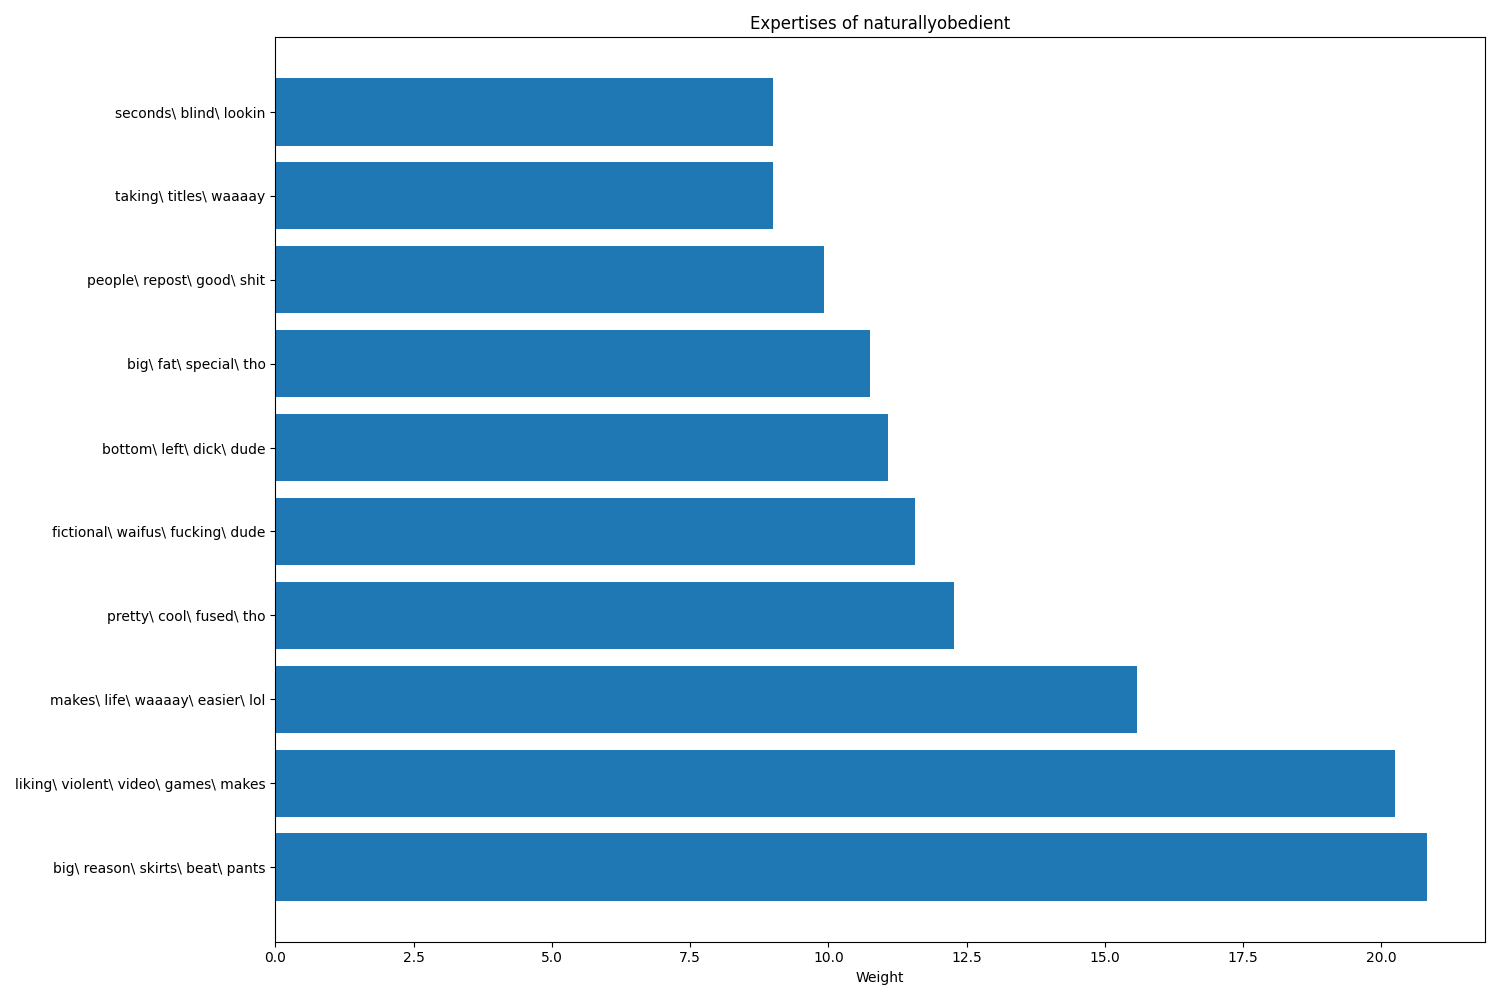 Expertises of naturallyobedient
seconds\ blind\ lookin
taking\ titles\ waaaay
people\ repost\ good\ shit
big\ fat\ special\ tho
bottom\ left\ dick\ dude
fictional\ waifus\ fucking\ dude
pretty\ cool\ fused\ tho
makes\ life\ waaaay\ easier\ lol
liking\ violent\ video\ games\ makes
big\ reason\ skirts\ beat\ pants
0.0 2.5 5.0 7.5 10.0 12.5 15.0 17.5 20.0
Weight